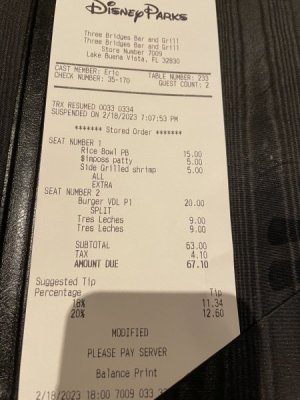 Disney Parks
Three Bridges Bar and Grill
Three Bridges Bar and Grill
Store Number 7009
Lake Buena Vista, FL 32830
CAST MEMBER: Eric TABLE NUMBER: 233
CHECK NUMBER: 35-170 GUEST COUNT: 2
TRX RESUMED 0033 0334
SUSPENDED ON 2/18/2023 7:07:53 PM
******* Stored Order *******
SEAT NUMBER 1
Rice Bowl PB 15.00
$imposs patty 5.00
Side Grilled shrimp 5.00
ALL
EXTRA
SEAT NUMBER 2
Burger VDL P1 20.00
SPLIT
Tres Leches 9.00
Tres Leches 9.00
SUBTOTAL 63.00
TAX 4.10
AMOUNT DUE 67.10
Suggested Tip
Percentage Tip
18% 11.34
20% 12.60
MODIFIED
PLEASE PAY SERVER
Balance Print
2/18/2023 18:00 7009 033